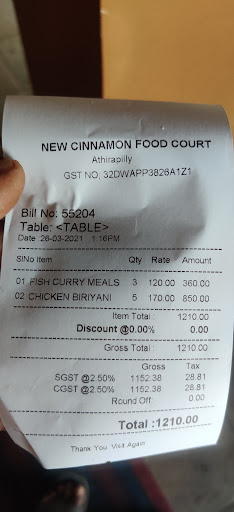 NEW CINNAMON FOOD COURT
Athirapilly
GST NO; 32DWAPP3826A1Z1
Bill No: 55204
Table: <TABLE>
Date 28-03-2021 1:16PM
SlNo Item Qty Rate Amount
01 FISH CURRY MEALS 3 120.00 360.00
02 CHICKEN BIRIYANI 5 170.00 850.00
Item Total 1210.00
Discount @0.00% 0.00
Gross Total 1210.00
Gross Tax
SGST @2.50% 1152.38 28.81
CGST @2.50% 1152.38 28.81
Round Off: 0.00
Total :1210.00
Thank You Visit Again